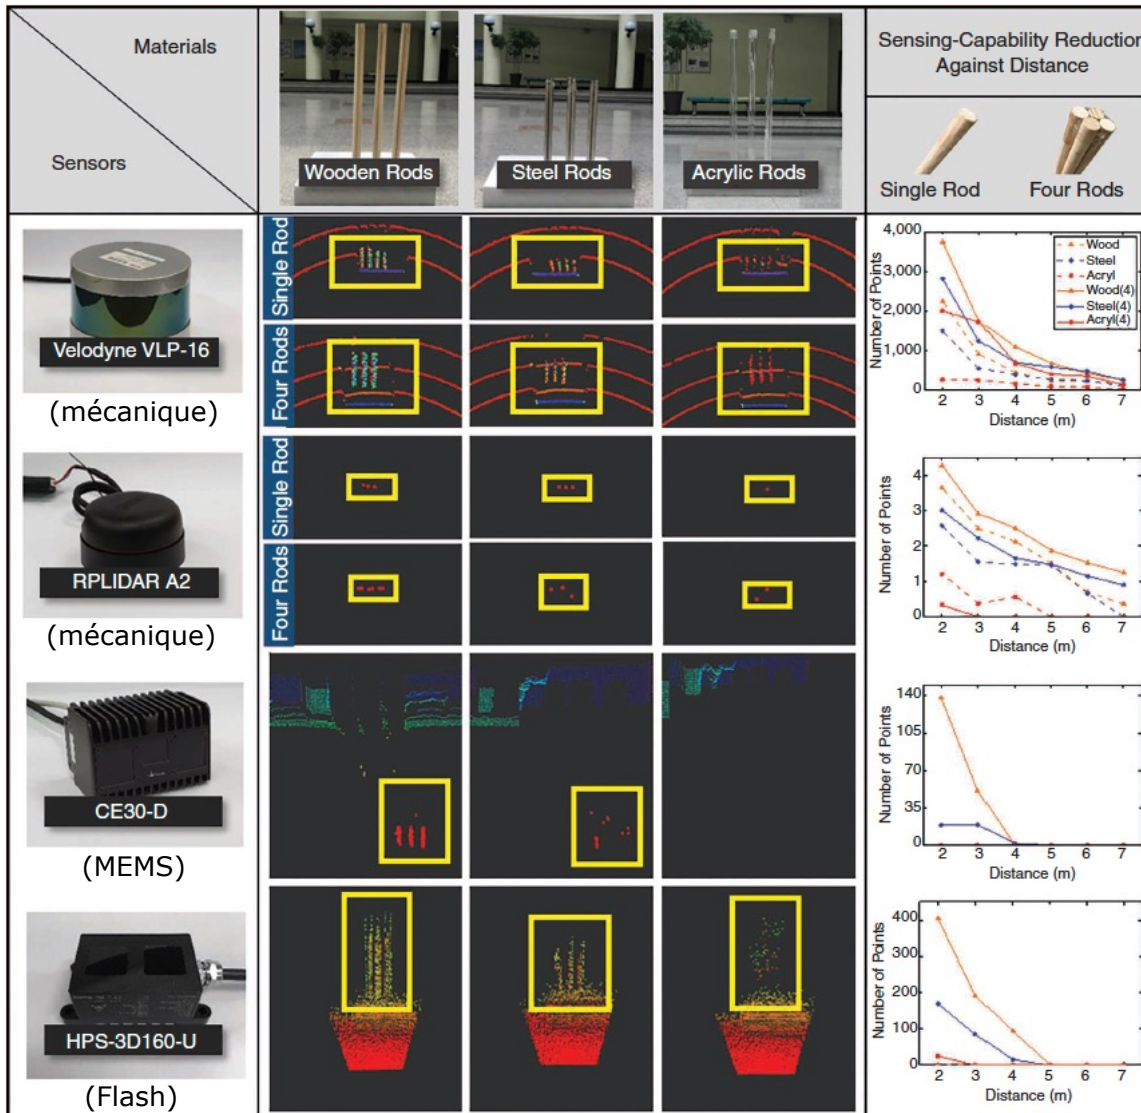 Materials
Sensors
Wooden Rods
Steel Rods
Acrylic Rods
Sensing-Capability Reduction
Against Distance
Single Rod
Four Rods
Velodyne VLP-16
(mécanique)
Single Rod
Four Rods
4,000
3,000
2,000
1,000
0
Number of Points
2 3 4 5 6 7
Distance (m)
Wood
Steel
Acryl
Wood(4)
Steel(4)
Acryl(4)
RPLIDAR A2
(mécanique)
Single Rod
Four Rods
4
3
2
1
0
Number of Points
2 3 4 5 6 7
Distance (m)
CE30-D
(MEMS)
140
105
70
35
0
Number of Points
2 3 4 5 6 7
Distance (m)
HPS-3D160-U
(Flash)
400
300
200
100
0
Number of Points
2 3 4 5 6 7
Distance (m)